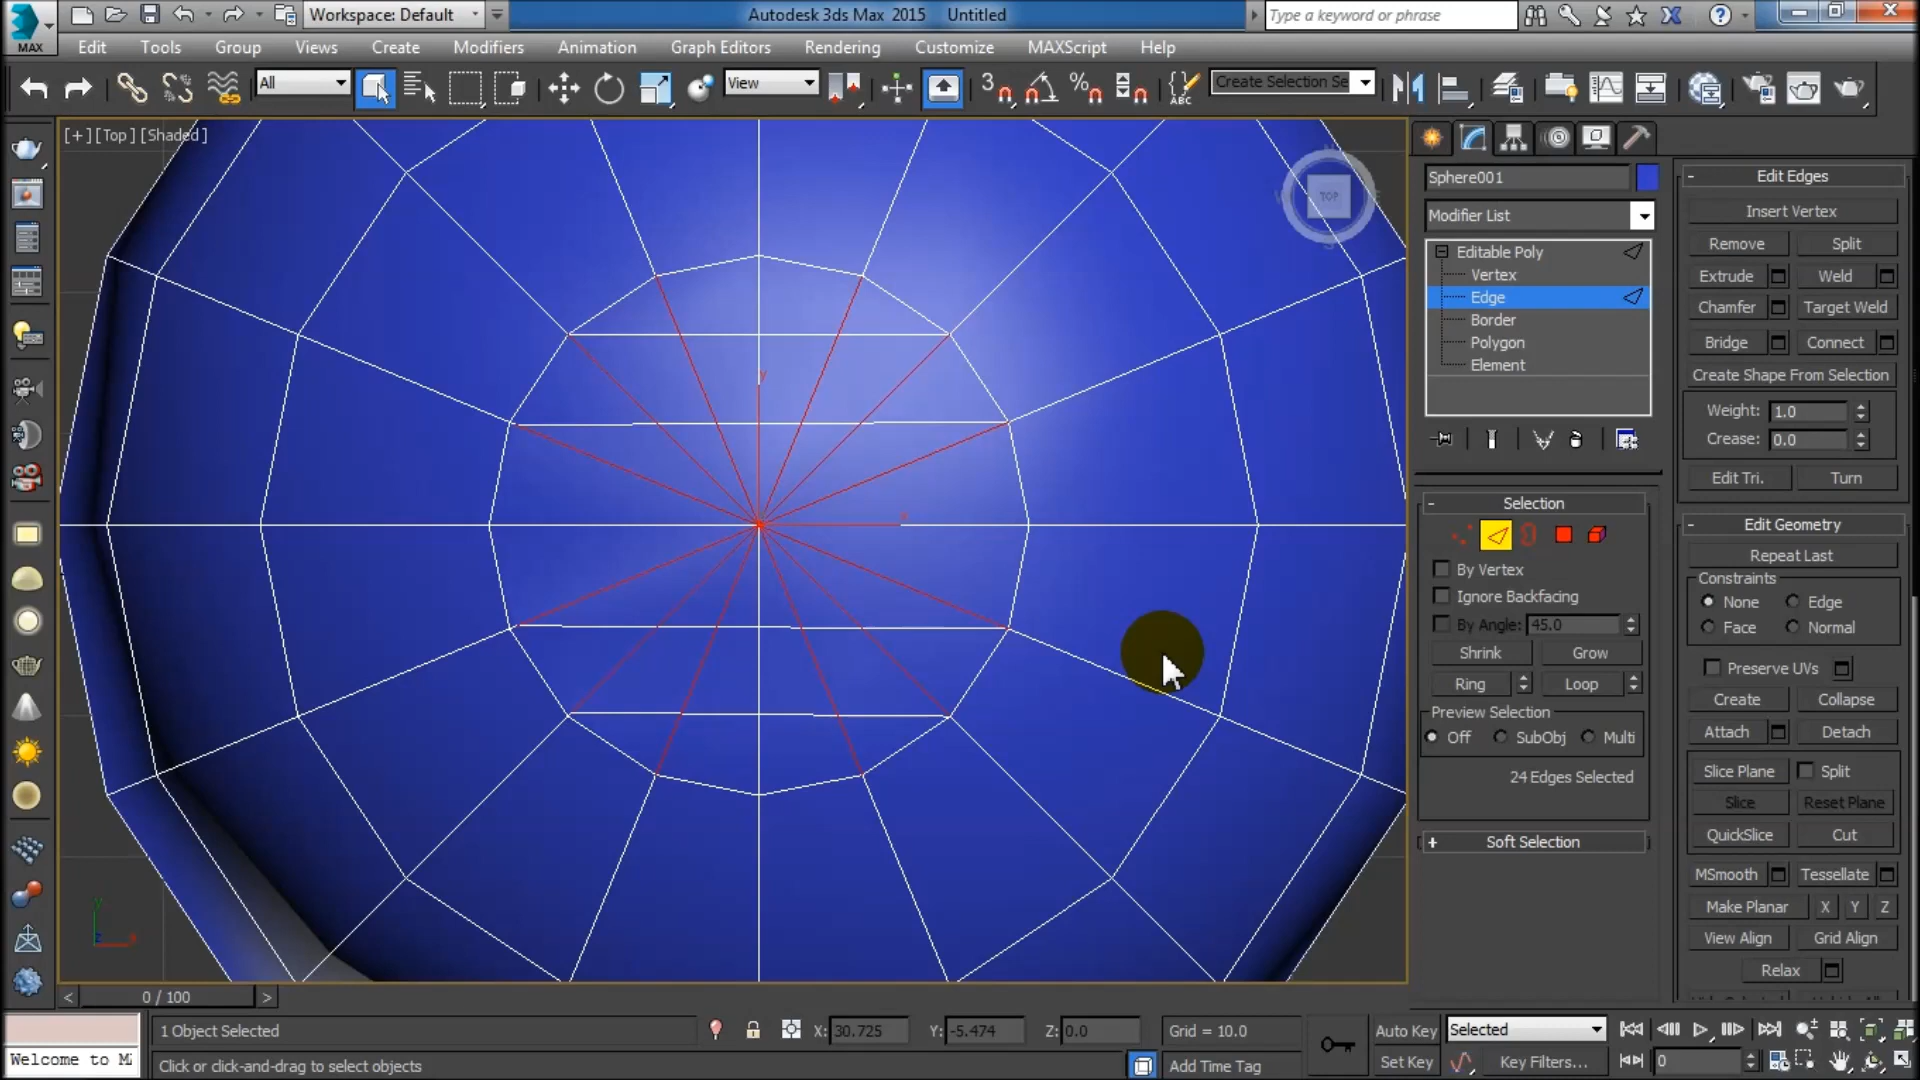 Workspace: Default
Autodesk 3ds Max 2015 Untitled
Type a keyword or phrase
MAX
Edit Tools Group Views Create Modifiers Animation Graph Editors Rendering Customize MAXScript Help
All
View
3
%
ABC
Create Selection Se
[+][Top][Shaded]
TOP
y
x
Sphere001
Modifier List
Editable Poly
Vertex
Edge
Border
Polygon
Element
Selection
By Vertex
Ignore Backfacing
By Angle: 45.0
Shrink Grow
Ring Loop
Preview Selection
Off SubObj Multi
24 Edges Selected
Soft Selection
Edit Edges
Insert Vertex
Remove Split
Extrude Weld
Chamfer Target Weld
Bridge Connect
Create Shape From Selection
Weight: 1.0
Crease: 0.0
Edit Tri. Turn
Edit Geometry
Repeat Last
Constraints
None Edge
Face Normal
Preserve UVs
Create Collapse
Attach Detach
Slice Plane Split
Slice Reset Plane
QuickSlice Cut
MSmooth Tessellate
Make Planar X Y Z
View Align Grid Align
Relax
< 0 / 100 >
1 Object Selected
X: 30.725 Y: -5.474 Z: 0.0
Grid = 10.0
Auto Key Selected
Welcome to M
Click or click-and-drag to select objects
Add Time Tag
Set Key Key Filters... 0